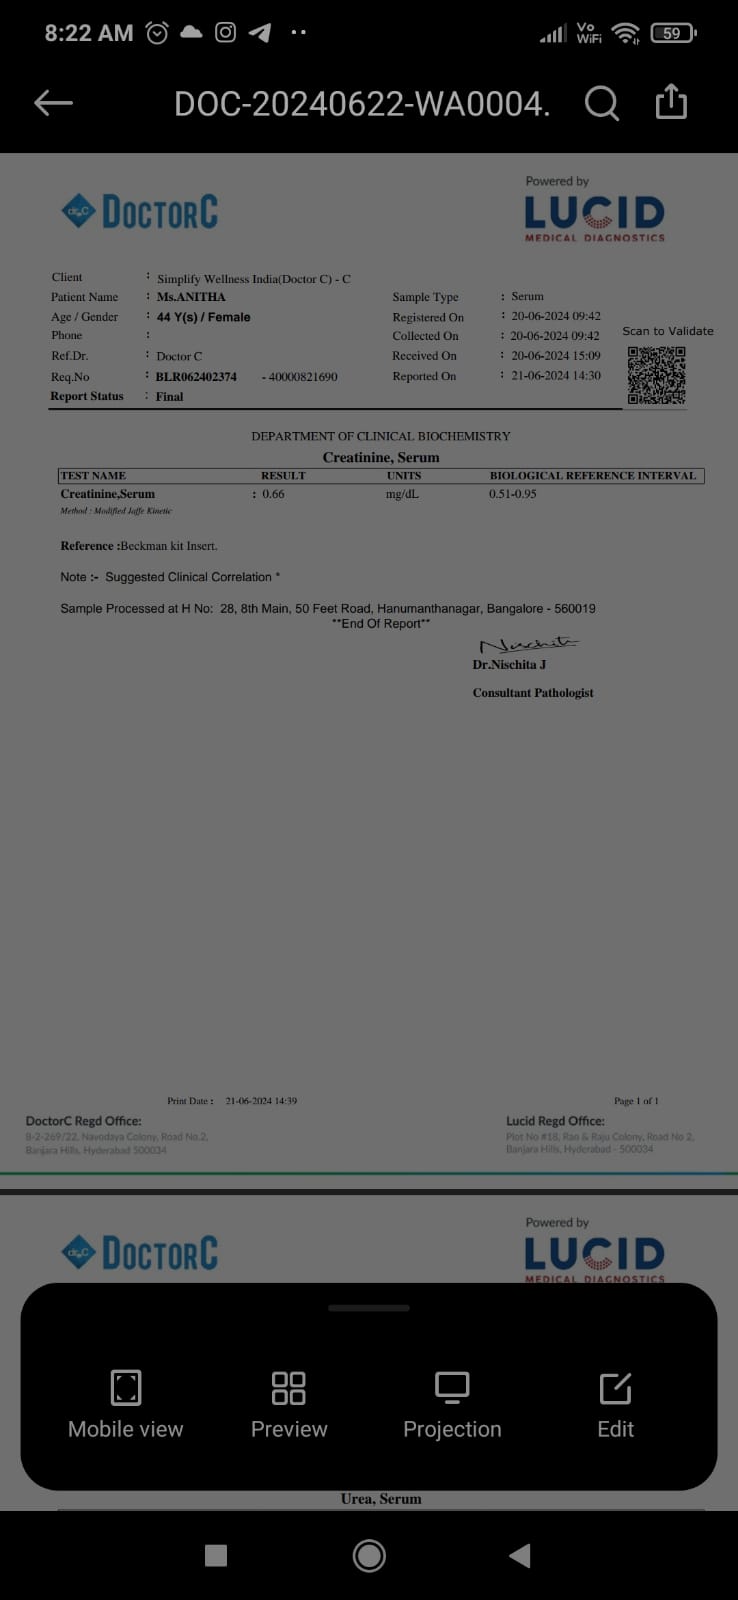 8:22 AM
Vo WiFi
59
DOC-20240622-WA0004.
Powered by
drC DOCTORC
LUCID
MEDICAL DIAGNOSTICS
Client : Simplify Wellness India(Doctor C) - C
Patient Name : Ms.ANITHA Sample Type : Serum
Age / Gender : 44 Y(s) / Female Registered On : 20-06-2024 09:42
Phone : Collected On : 20-06-2024 09:42 Scan to Validate
Ref.Dr. : Doctor C Received On : 20-06-2024 15:09
Req.No : BLR062402374 - 40000821690 Reported On : 21-06-2024 14:30
Report Status : Final
DEPARTMENT OF CLINICAL BIOCHEMISTRY
Creatinine, Serum
TEST NAME RESULT UNITS BIOLOGICAL REFERENCE INTERVAL
Creatinine,Serum : 0.66 mg/dL 0.51-0.95
Method : Modified Jaffe Kinetic
Reference :Beckman kit Insert.
Note :- Suggested Clinical Correlation *
Sample Processed at H No: 28, 8th Main, 50 Feet Road, Hanumanthanagar, Bangalore - 560019
**End Of Report**
Nischita
Dr.Nischita J
Consultant Pathologist
Print Date : 21-06-2024 14:39 Page 1 of 1
DoctorC Regd Office: Lucid Regd Office:
8-2-269/22, Navodaya Colony, Road No.2, Plot No #18, Rao & Raju Colony, Road No 2,
Banjara Hills, Hyderabad 500034 Banjara Hills, Hyderabad - 500034
Powered by
drC DOCTORC
LUCID
MEDICAL DIAGNOSTICS
Mobile view Preview Projection Edit
Urea, Serum